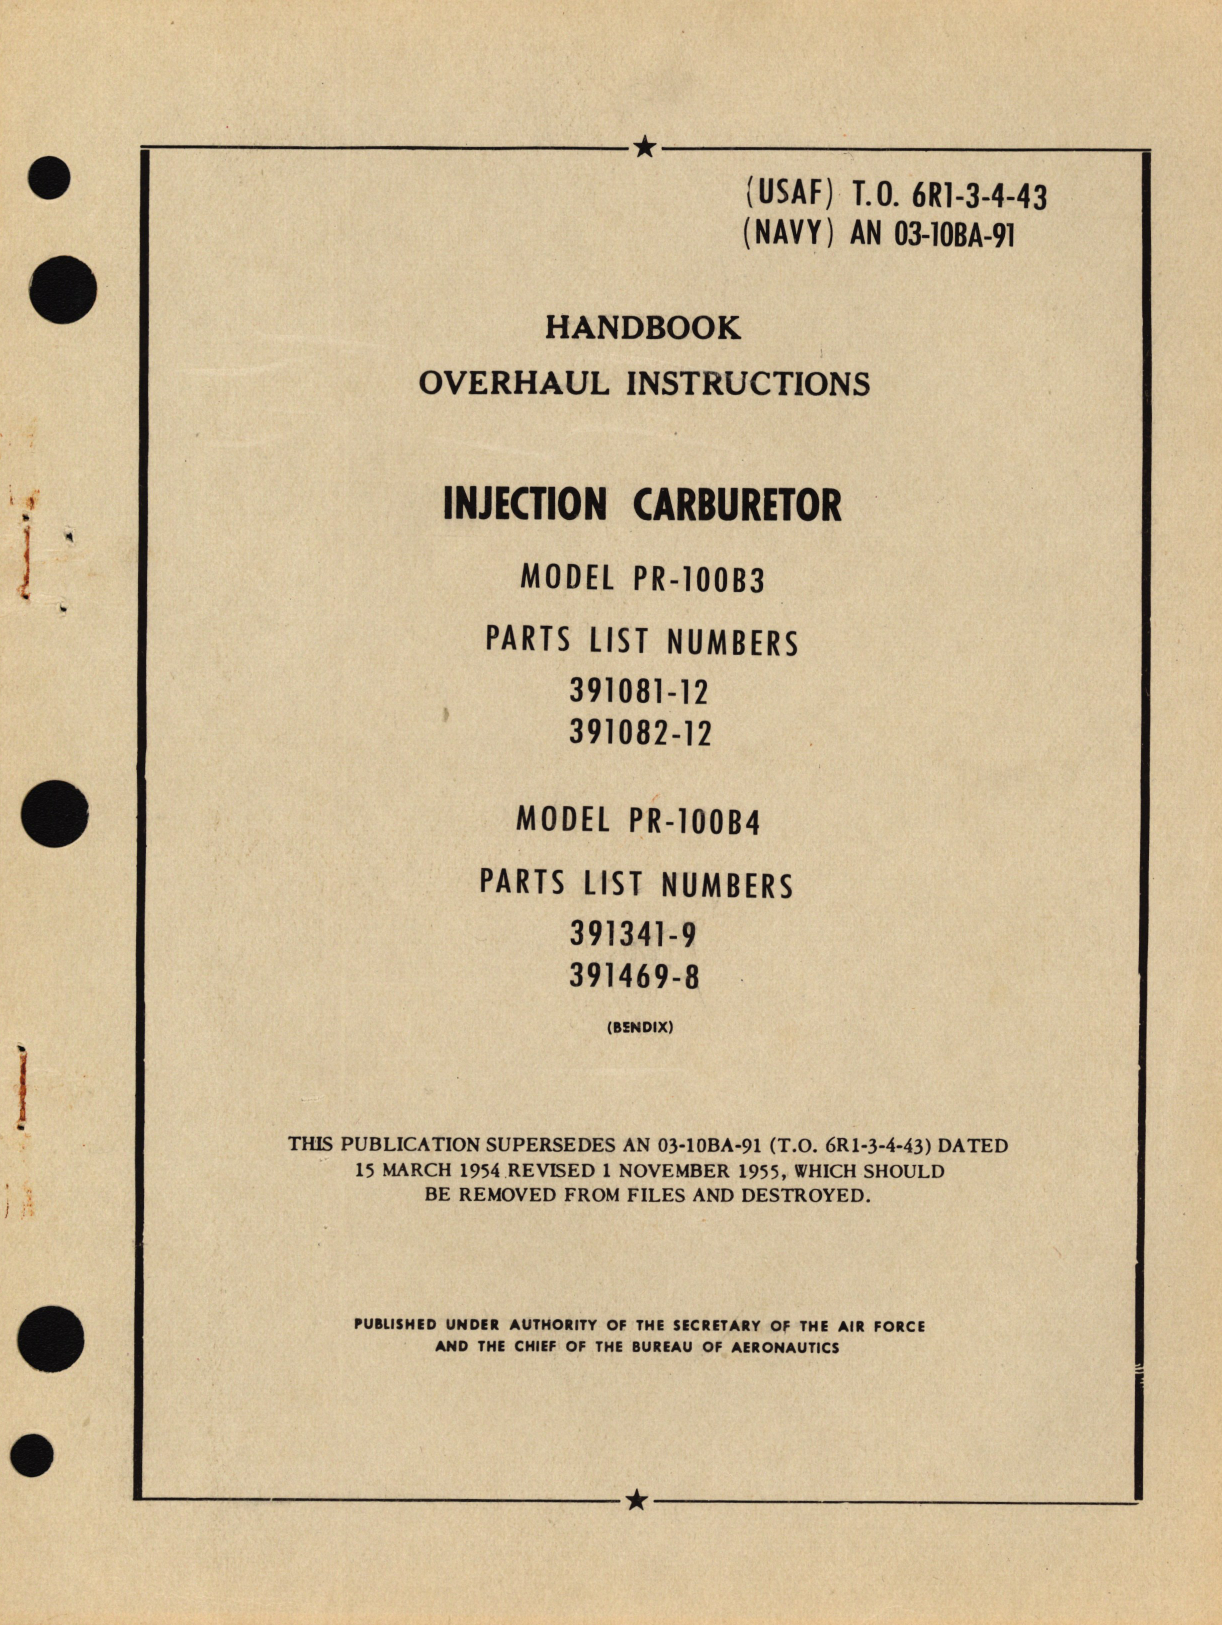 (USAF) T.O. 6R1-3-4-43
(NAVY) AN 03-10BA-91
HANDBOOK
OVERHAUL INSTRUCTIONS
INJECTION CARBURETOR
MODEL PR-100B3
PARTS LIST NUMBERS
391081-12
391082-12
MODEL PR-100B4
PARTS LIST NUMBERS
391341-9
391469-8
(BENDIX)
THIS PUBLICATION SUPERSEDES AN 03-10BA-91 (T.O. 6R1-3-4-43) DATED
15 MARCH 1954 REVISED 1 NOVEMBER 1955, WHICH SHOULD
BE REMOVED FROM FILES AND DESTROYED.
PUBLISHED UNDER AUTHORITY OF THE SECRETARY OF THE AIR FORCE
AND THE CHIEF OF THE BUREAU OF AERONAUTICS